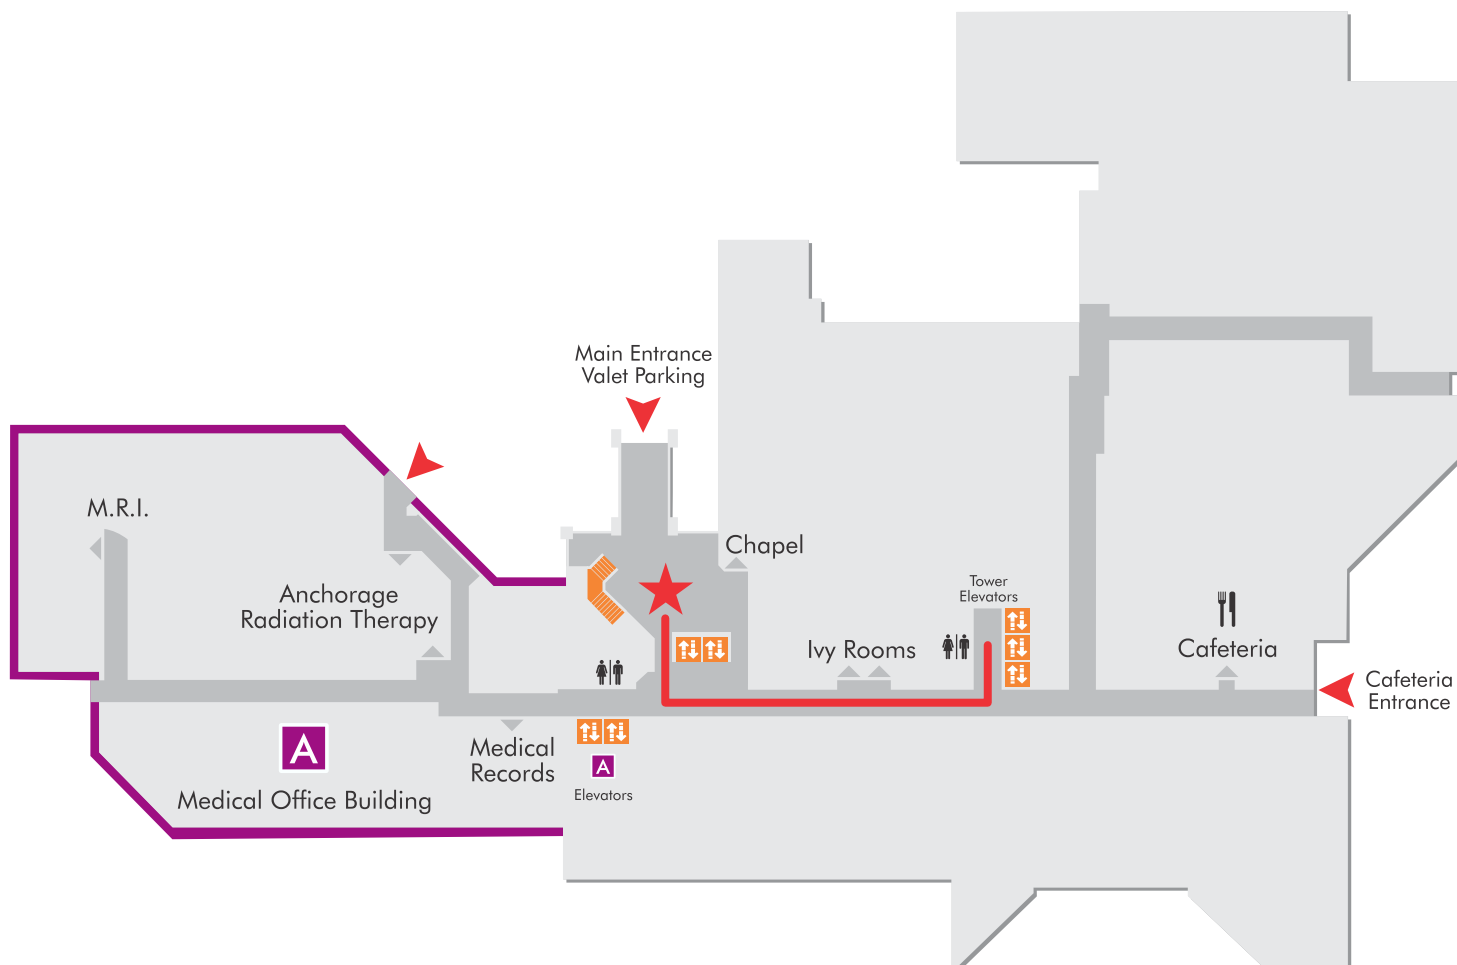 Main Entrance
Valet Parking
M.R.I.
Chapel
Anchorage
Radiation Therapy
Tower
Elevators
Ivy Rooms
Cafeteria
Cafeteria
Entrance
A
Medical Office Building
Medical
Records
A
Elevators